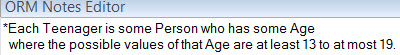 ORM Notes Editor
*Each Teenager is some Person who has some Age
where the possible values of that Age are at least 13 to at most 19.